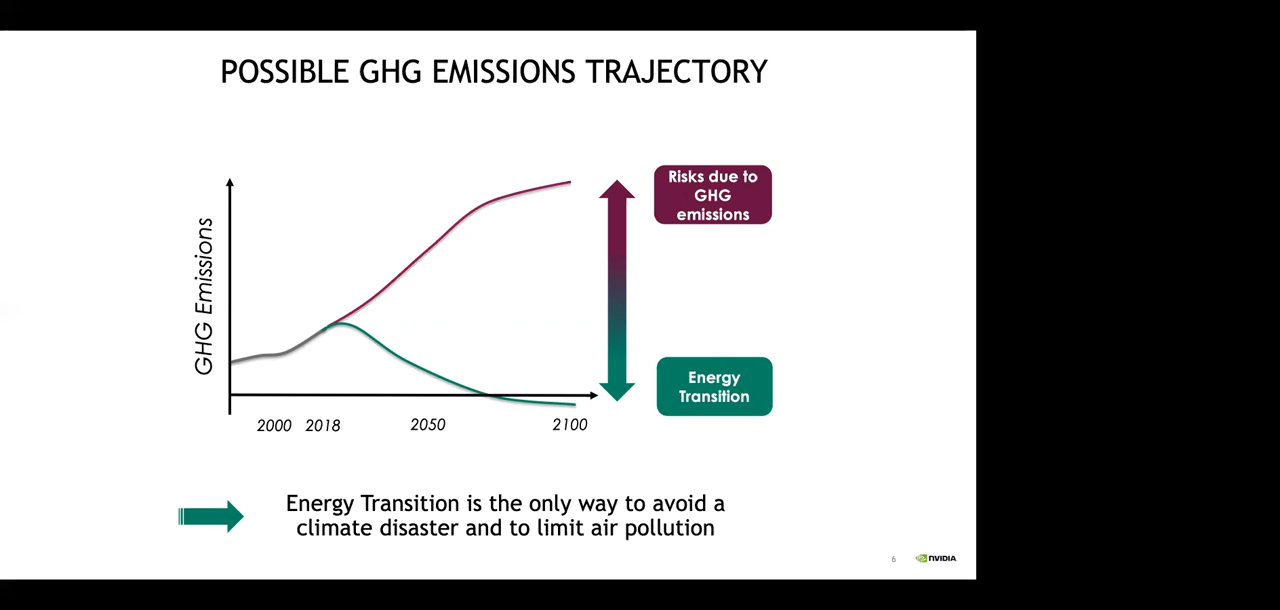 POSSIBLE GHG EMISSIONS TRAJECTORY
GHG Emissions
2000 2018 2050 2100
Risks due to
GHG
emissions
Energy
Transition
Energy Transition is the only way to avoid a
climate disaster and to limit air pollution
6
NVIDIA